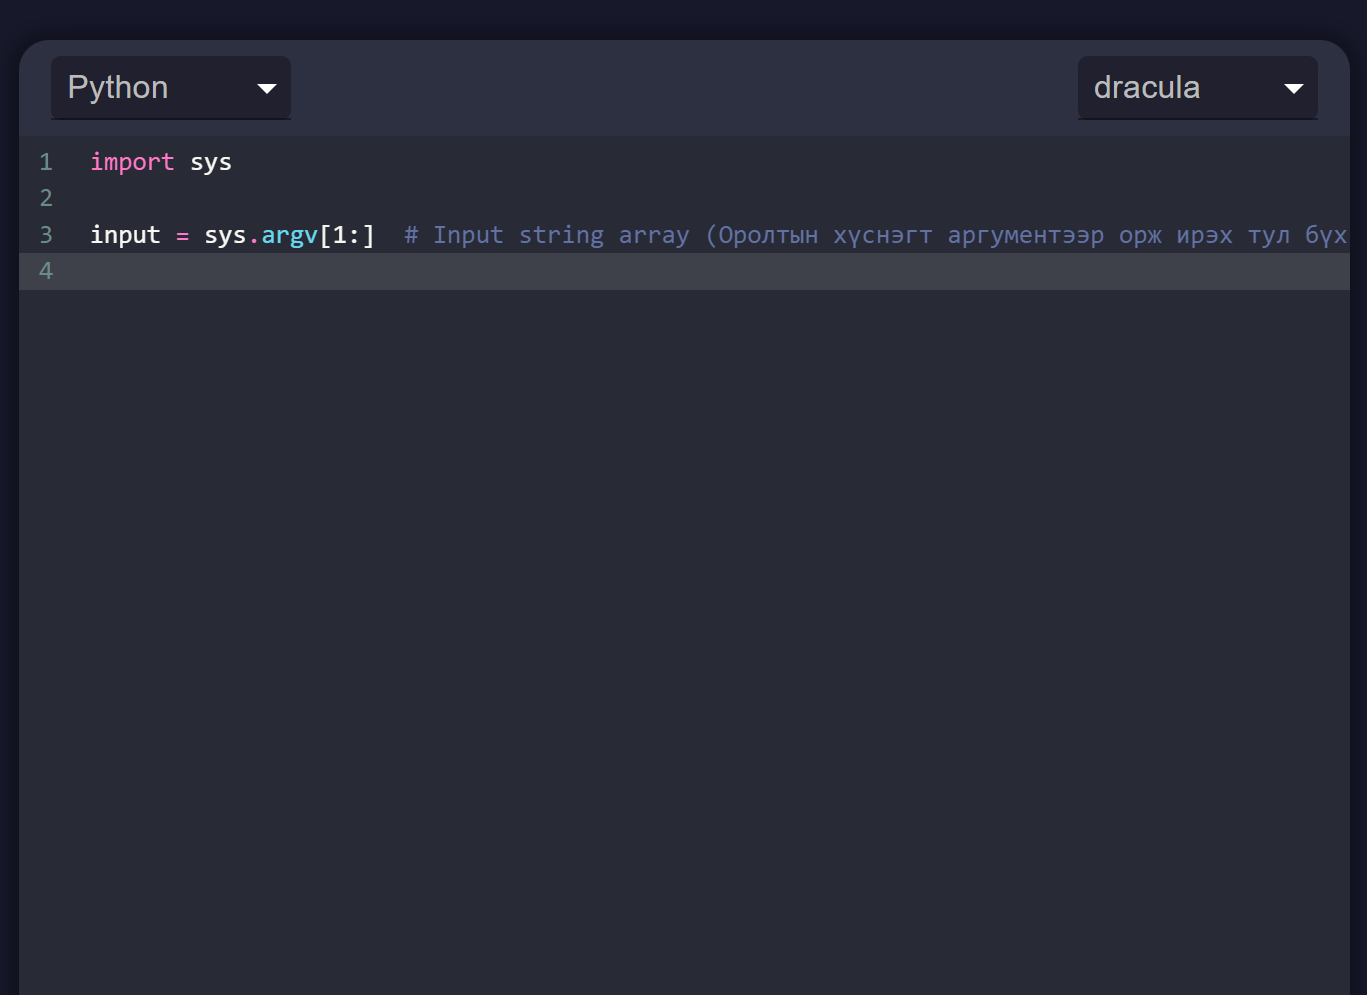 Python
dracula
1 import sys
2
3 input = sys.argv[1:]  # Input string array (Оролтын хүснэгт аргументээр орж ирэх тул бүх
4